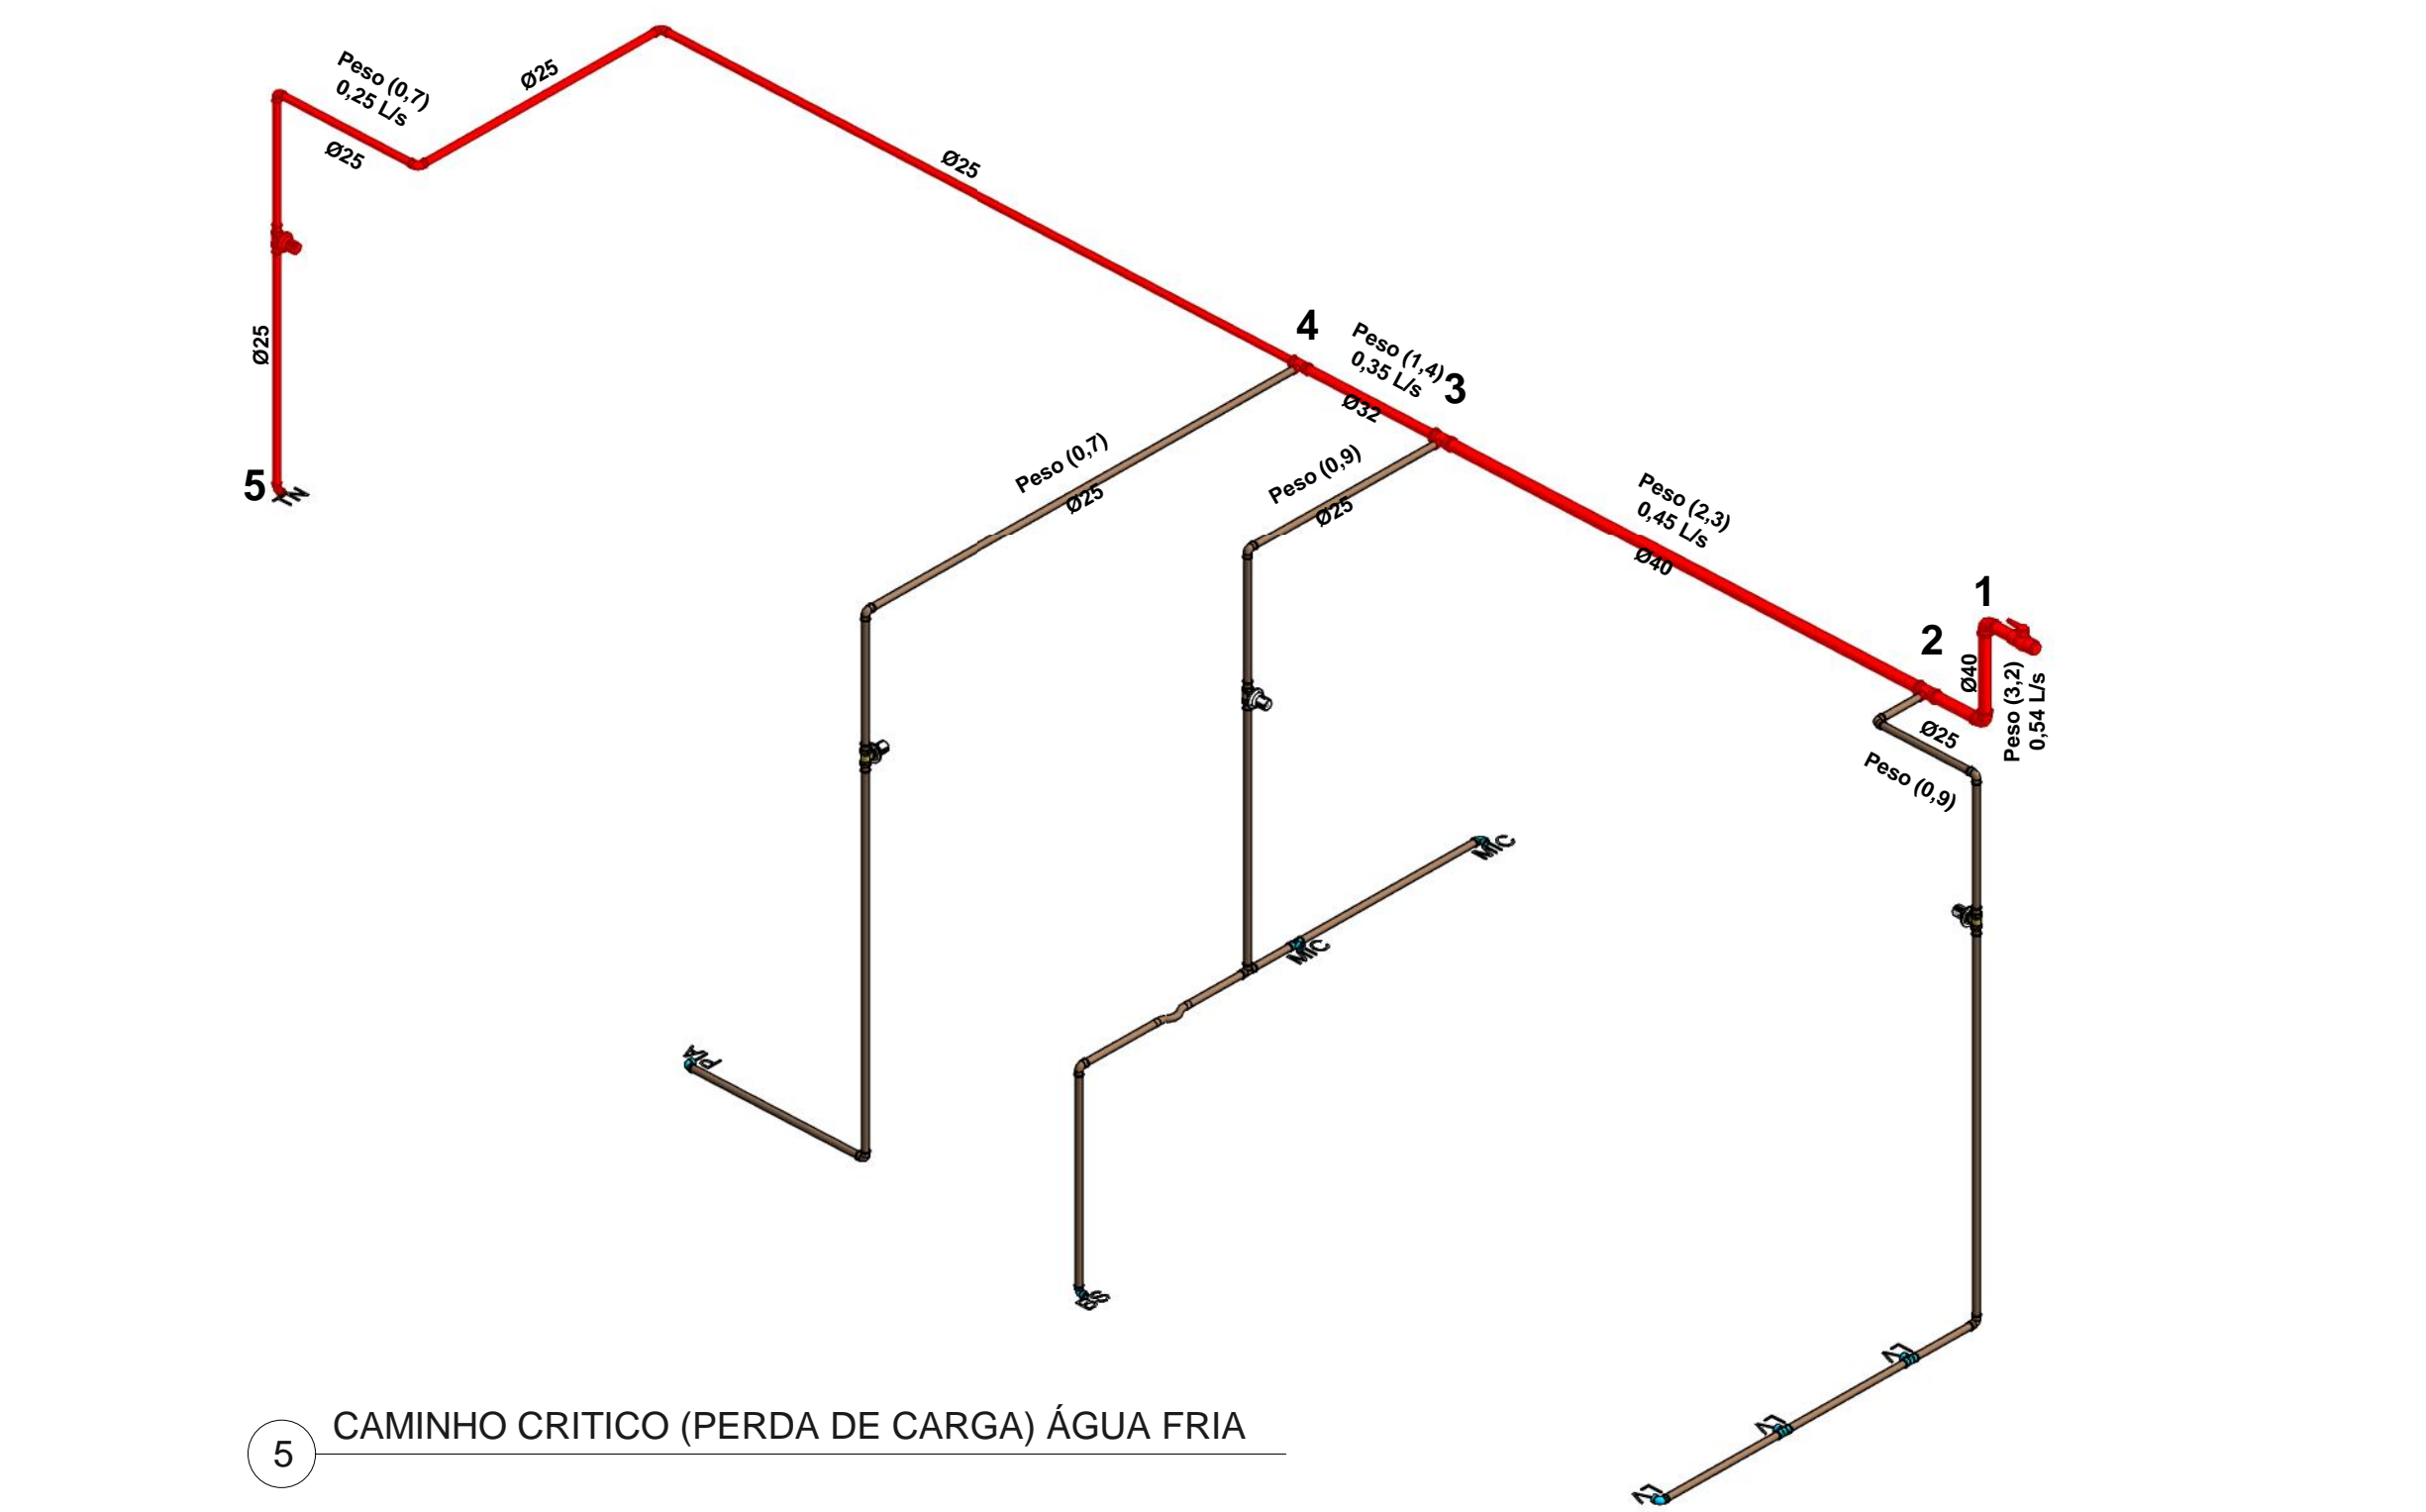 Peso (0,7)
0,25 L/s
Ø25
Ø25
Ø25
Ø25
5
TN
4
Peso (1,4)
0,35 L/s
Ø32
3
Peso (0,7)
Ø25
Peso (0,9)
Ø25
Peso (2,3)
0,45 L/s
Ø40
1
2
Ø40
Peso (3,2)
0,54 L/s
Ø25
Peso (0,9)
MIC
MIC
PIA
BS
LV
LV
LV
5
CAMINHO CRITICO (PERDA DE CARGA) ÁGUA FRIA